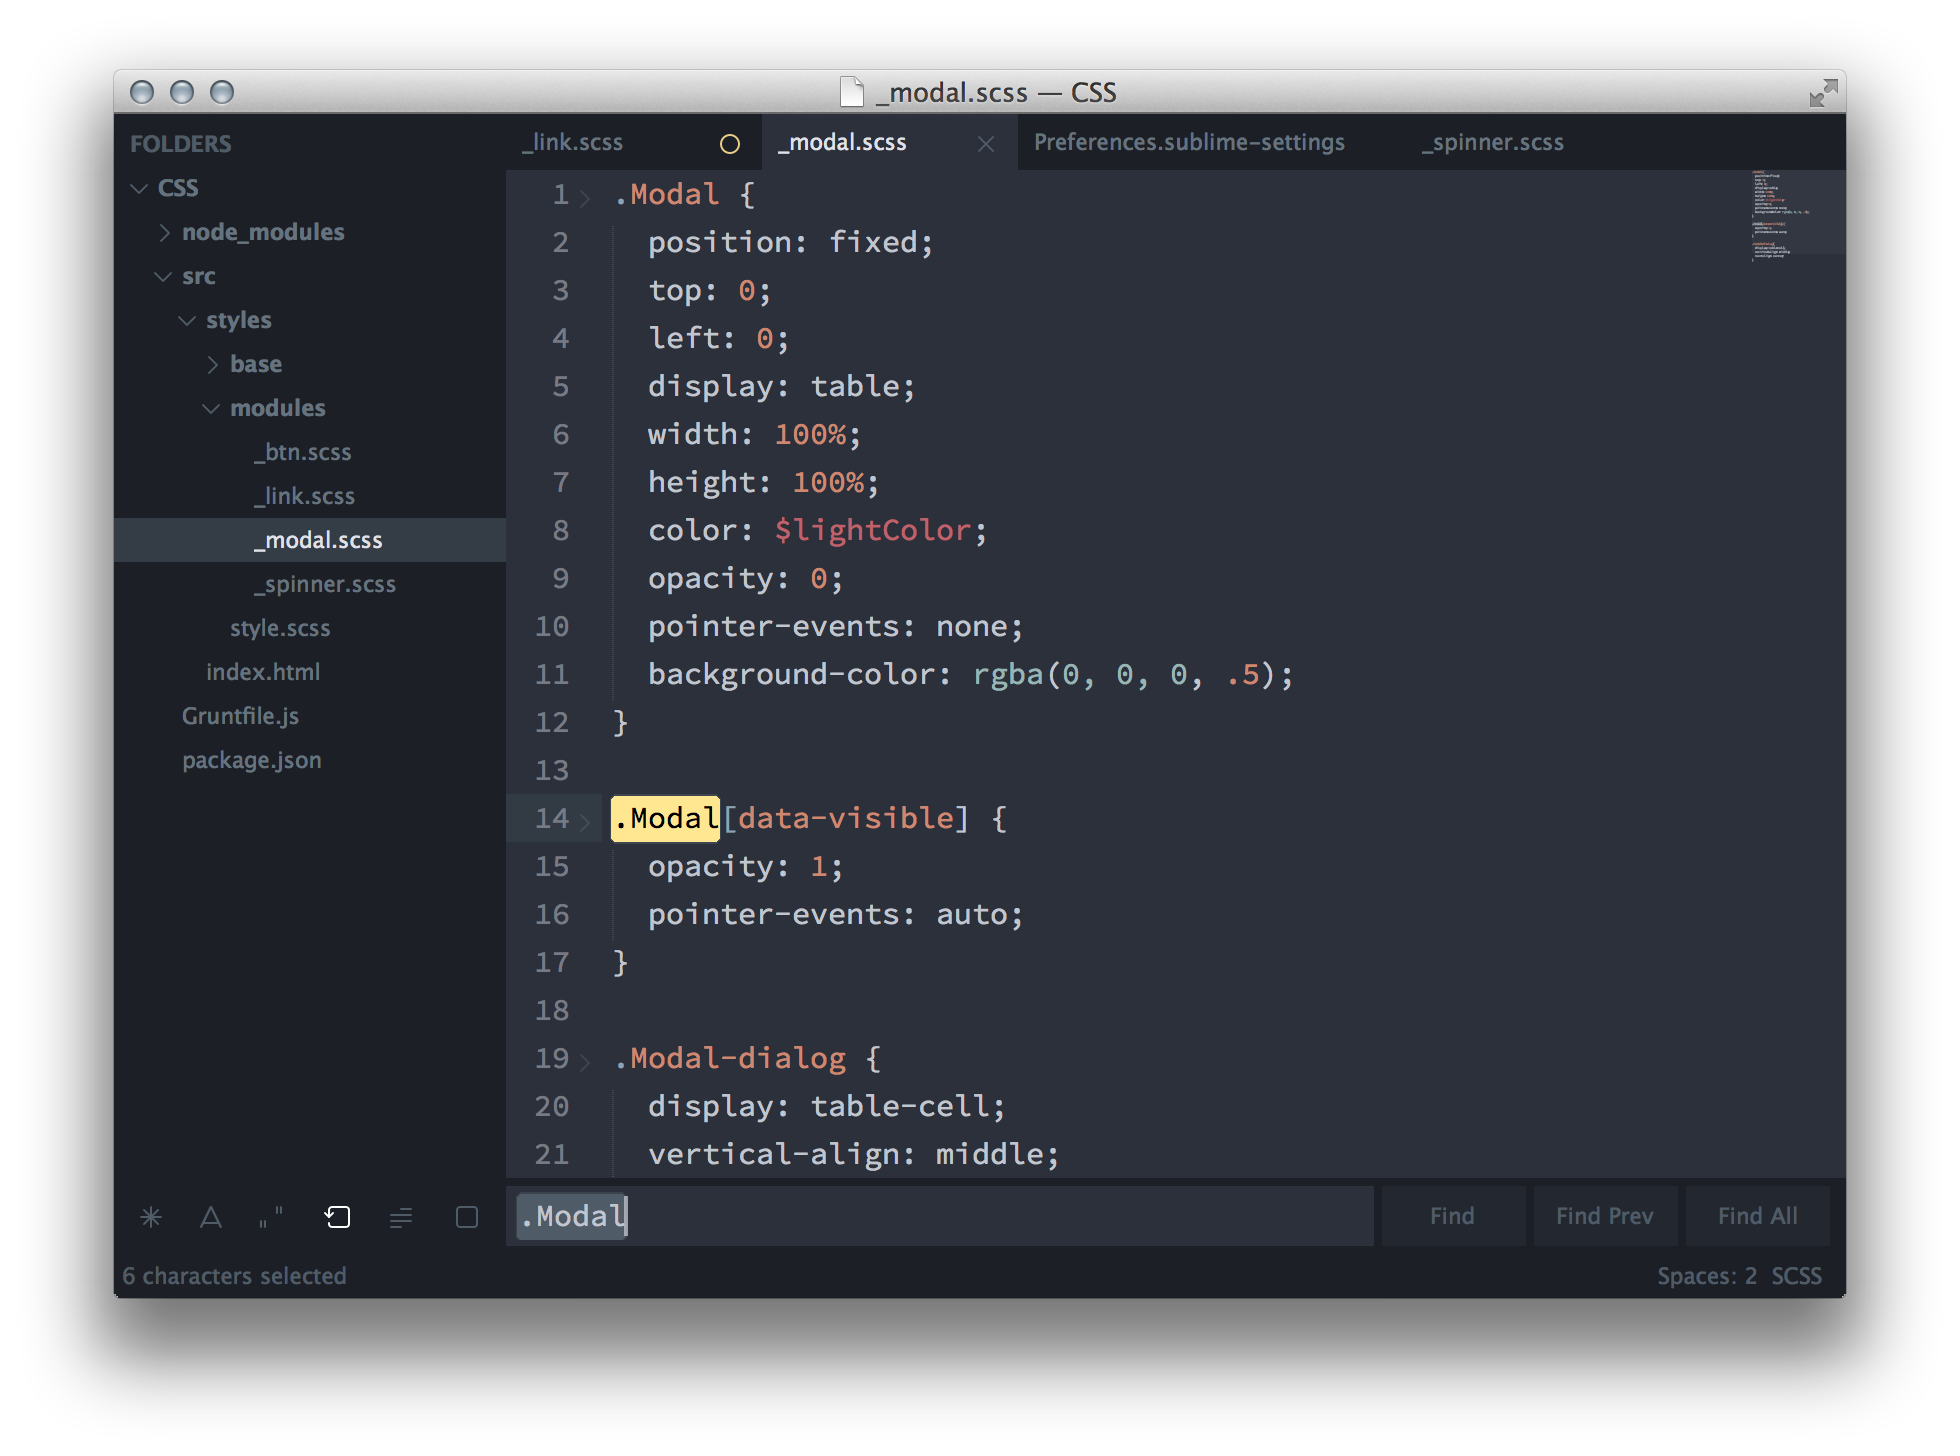 _modal.scss — CSS
FOLDERS
CSS
node_modules
src
styles
base
modules
_btn.scss
_link.scss
_modal.scss
_spinner.scss
style.scss
index.html
Gruntfile.js
package.json
_link.scss
_modal.scss
Preferences.sublime-settings
_spinner.scss
1 .Modal {
2 position: fixed;
3 top: 0;
4 left: 0;
5 display: table;
6 width: 100%;
7 height: 100%;
8 color: $lightColor;
9 opacity: 0;
10 pointer-events: none;
11 background-color: rgba(0, 0, 0, .5);
12 }
13
14 .Modal[data-visible] {
15 opacity: 1;
16 pointer-events: auto;
17 }
18
19 .Modal-dialog {
20 display: table-cell;
21 vertical-align: middle;
.Modal
Find
Find Prev
Find All
6 characters selected
Spaces: 2 SCSS